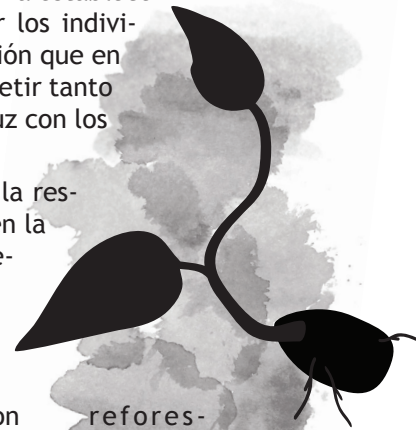 r los indivi-
ión que en
etir tanto
uz con los
la res-
en la
e-
on refores-